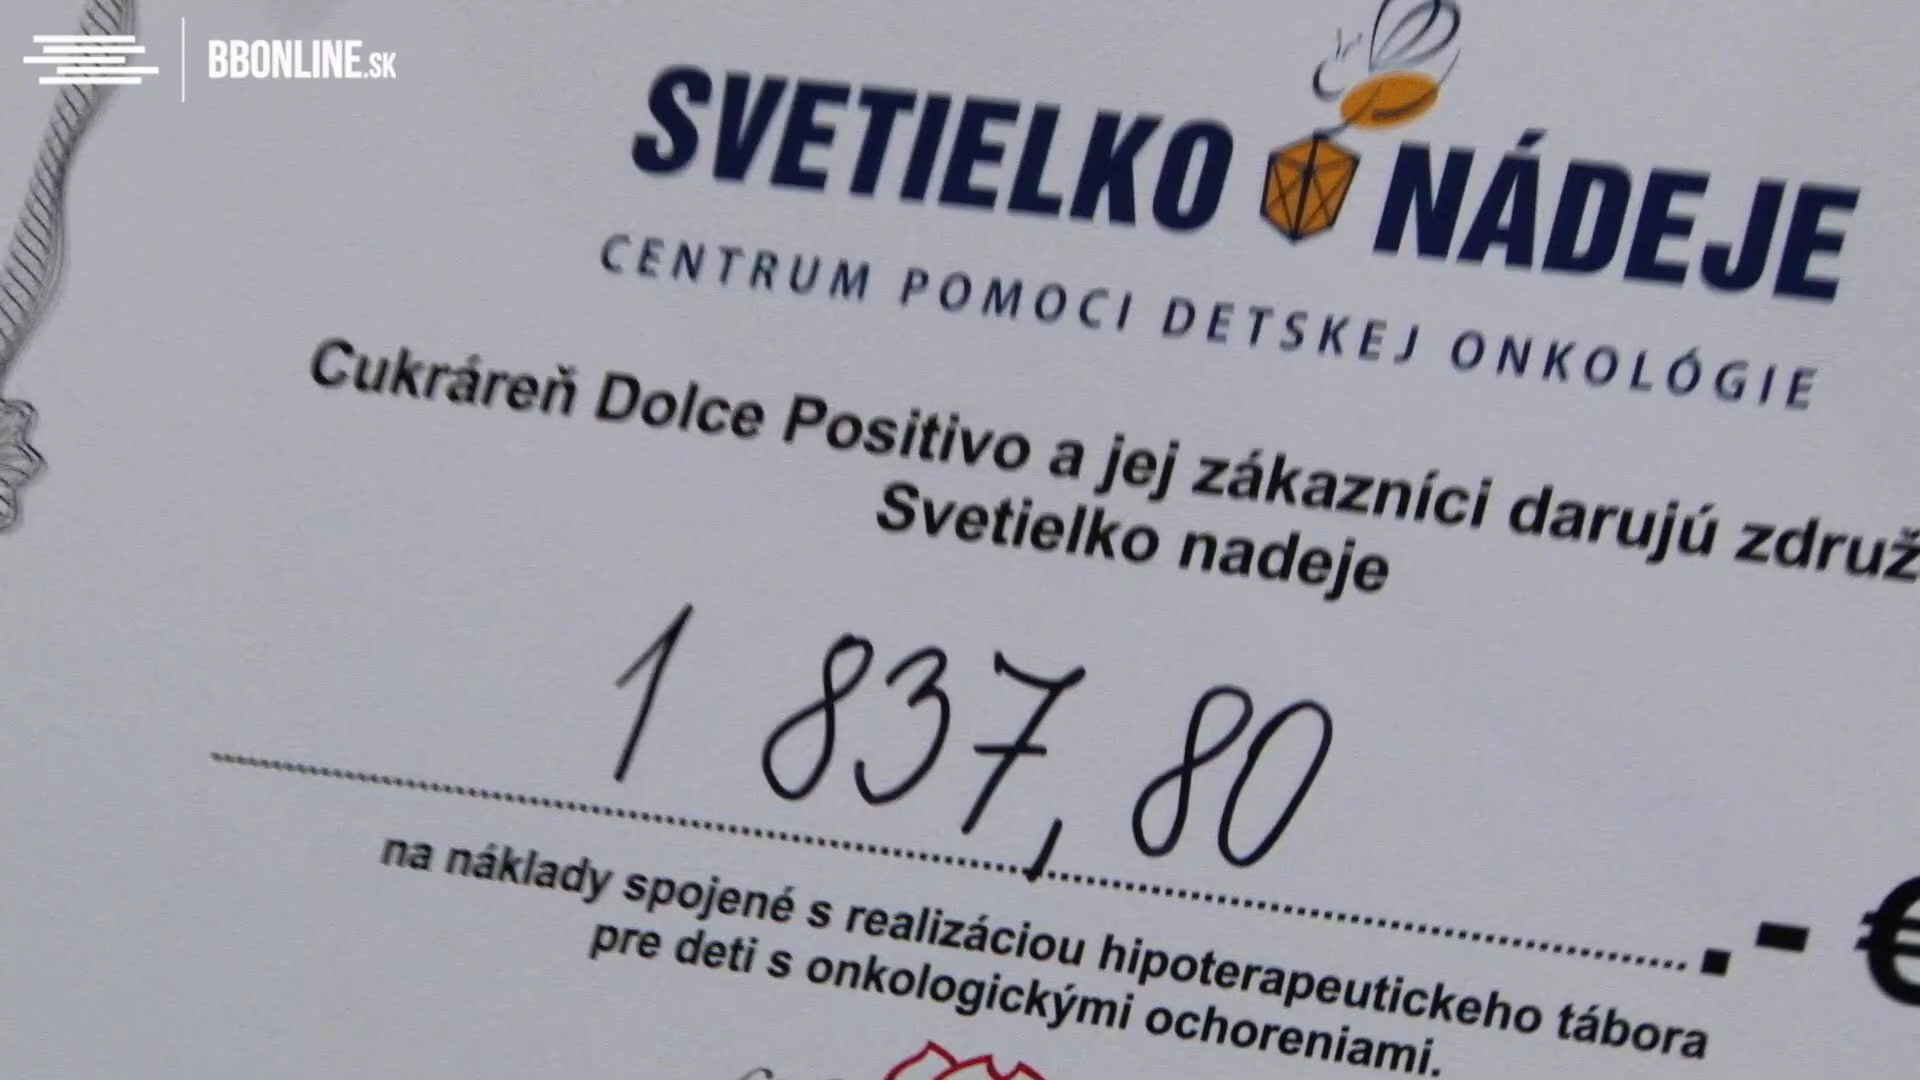 BBONLINE.SK
SVETIELKO NÁDEJE
CENTRUM POMOCI DETSKEJ ONKOLÓGIE
Cukráreň Dolce Positivo a jej zákazníci darujú
Svetielko nadeje
1 837,80
.- €
na náklady spojené s realizáciou hipoterapeutickeho tábora
pre deti s onkologickými ochoreniami.